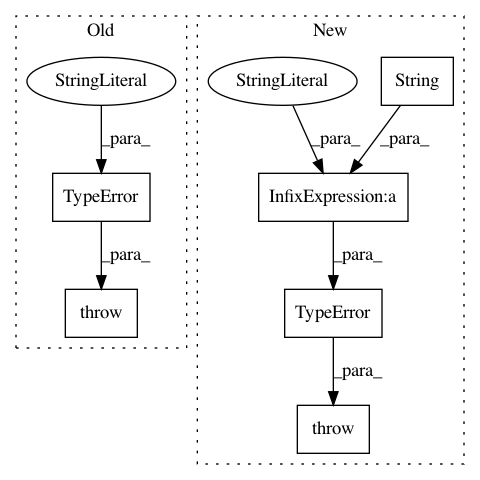 Old
New
StringLiteral
StringLiteral
String
_para_
_para_
_para_
TypeError
InfixExpression:a
_para_
_para_
throw
TypeError
_para_
throw